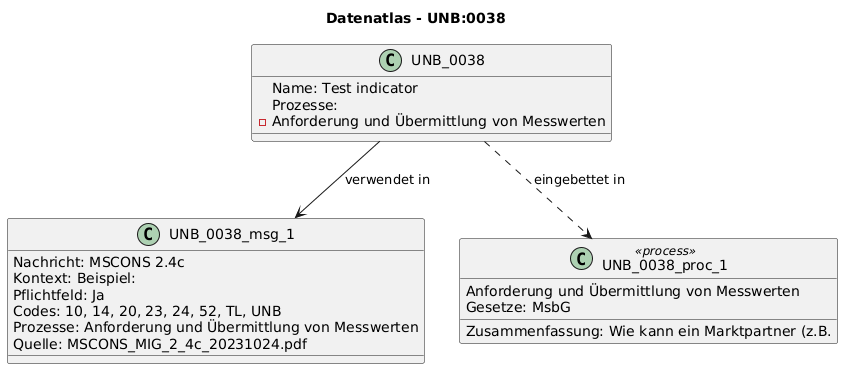 Datenatlas - UNB:0038
C UNB_0038
Name: Test indicator
Prozesse:
Anforderung und Übermittlung von Messwerten
verwendet in
eingebettet in
C UNB_0038_msg_1
Nachricht: MSCONS 2.4c
Kontext: Beispiel:
Pflichtfeld: Ja
Codes: 10, 14, 20, 23, 24, 52, TL, UNB
Prozesse: Anforderung und Übermittlung von Messwerten
Quelle: MSCONS_MIG_2_4c_20231024.pdf
«process»
C UNB_0038_proc_1
Anforderung und Übermittlung von Messwerten
Gesetze: MsbG
Zusammenfassung: Wie kann ein Marktpartner (z.B.